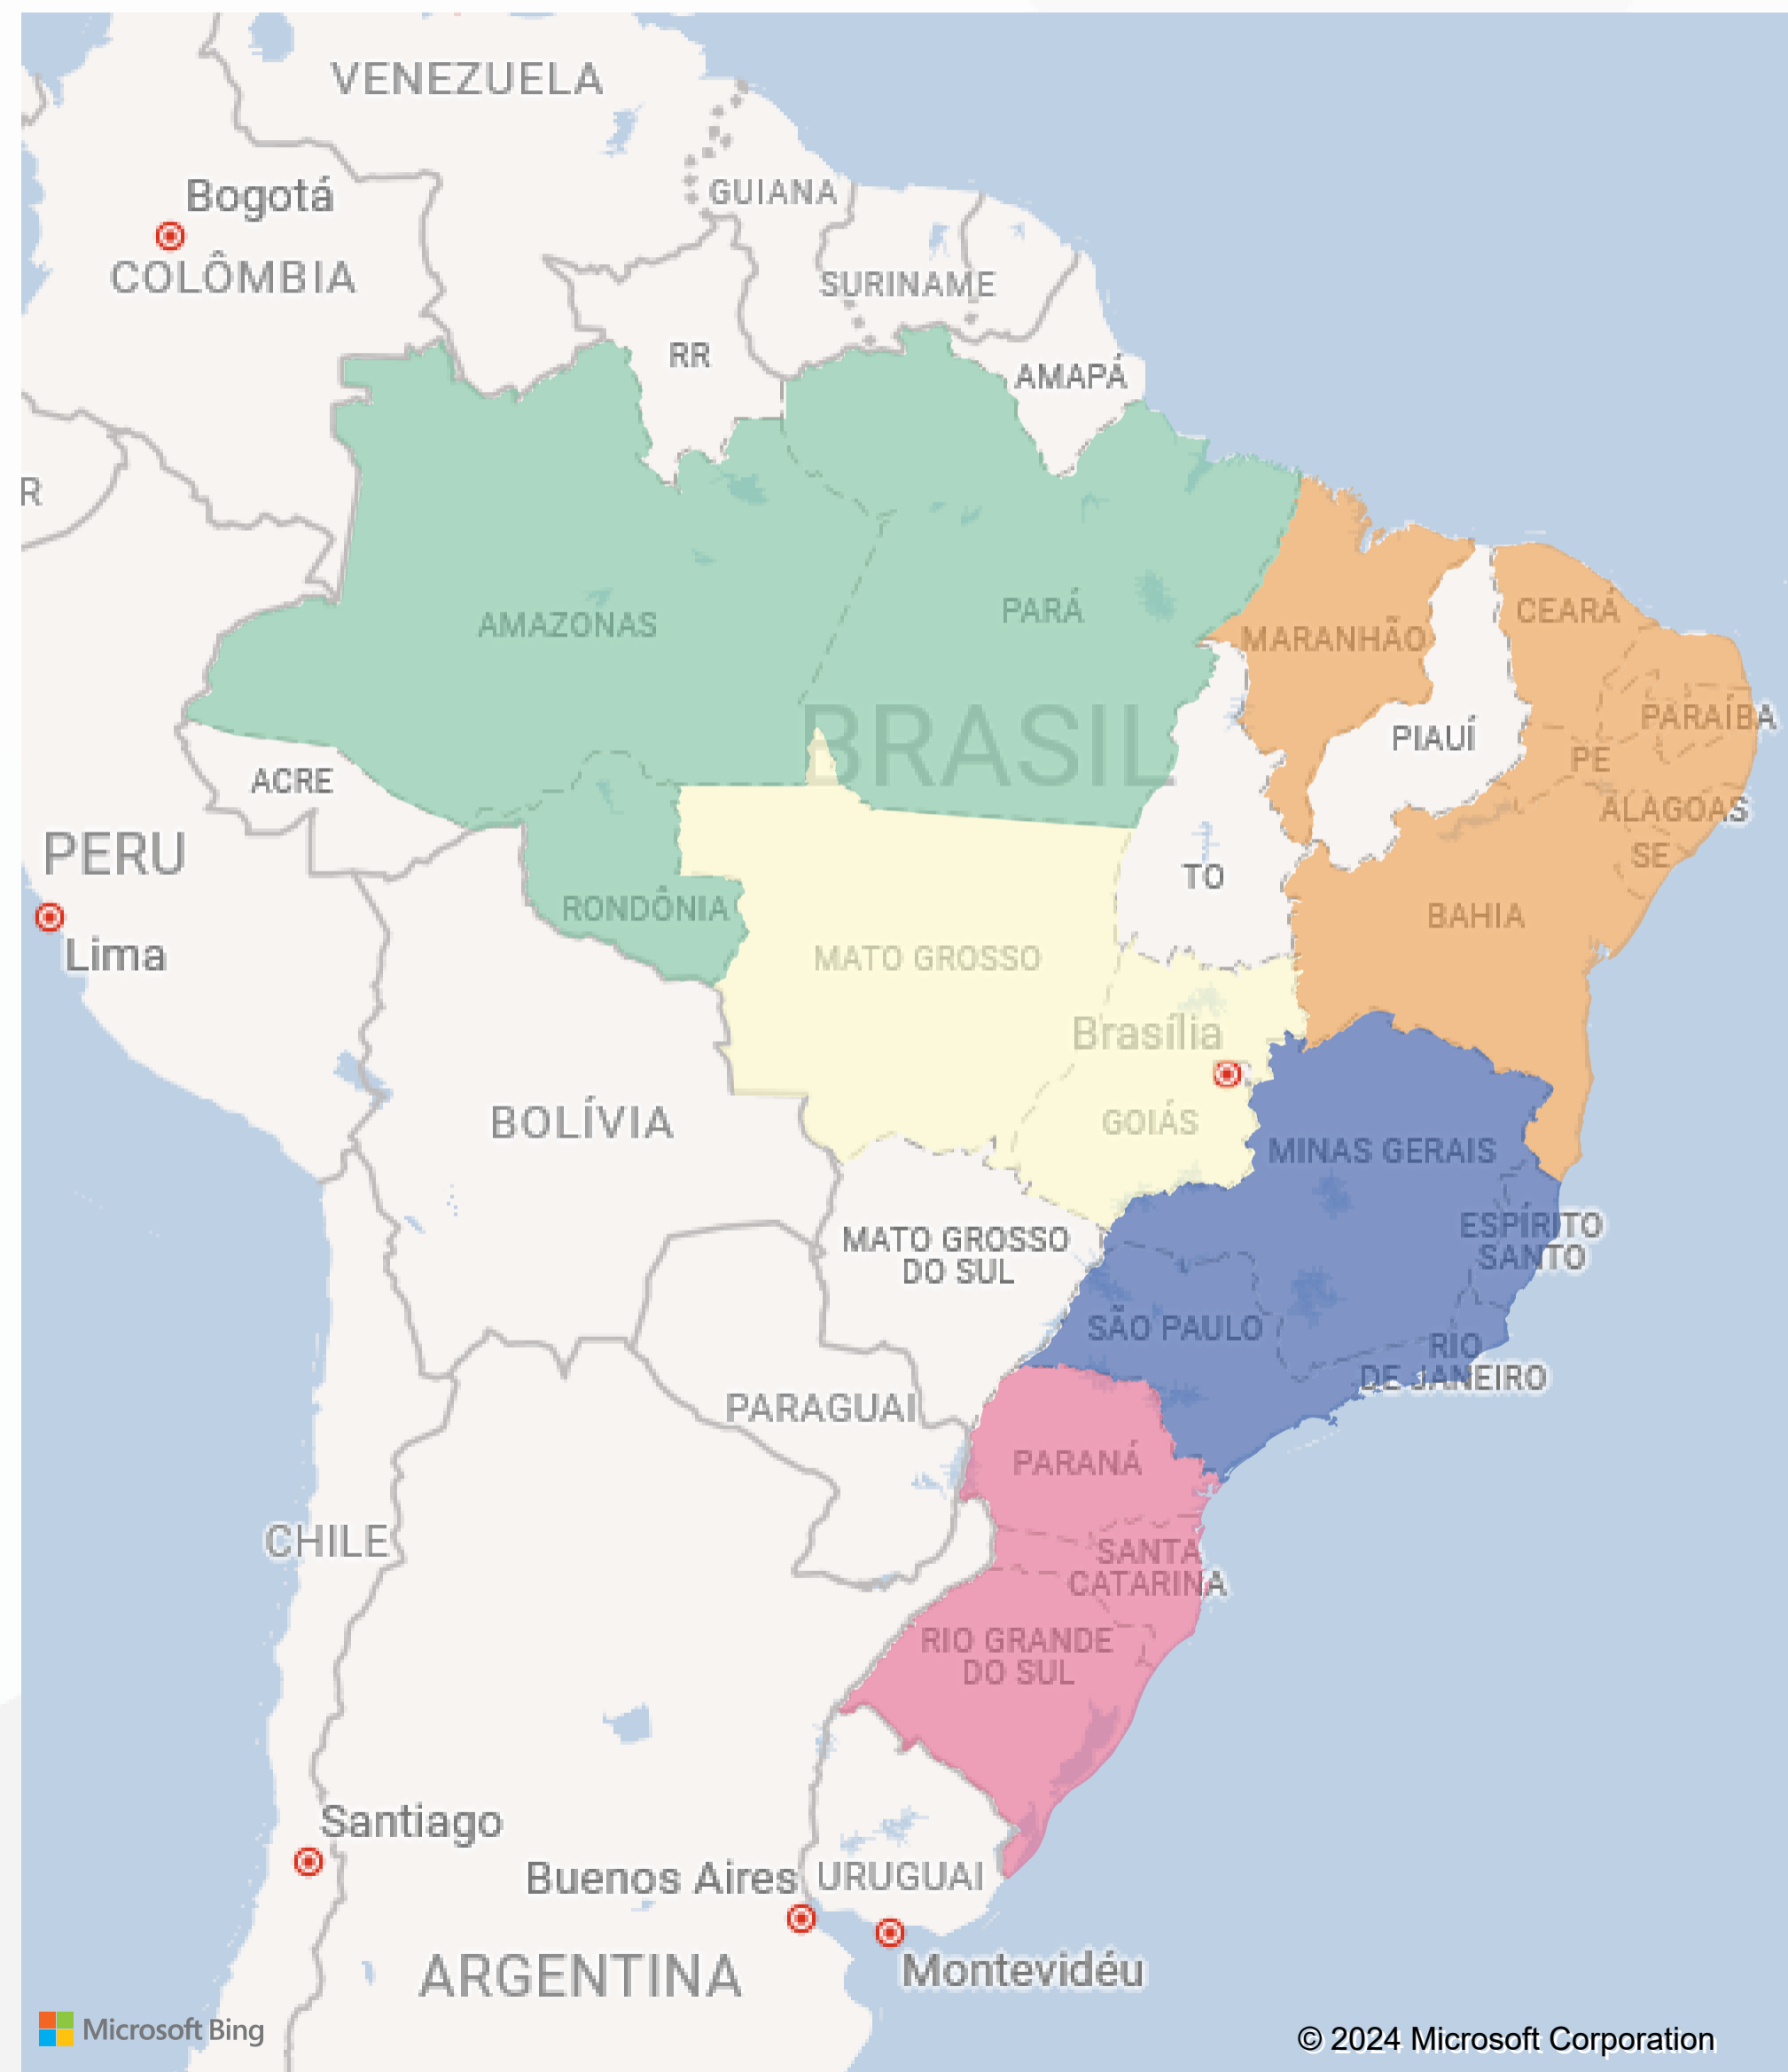 VENEZUELA
Bogotá
GUIANA
COLÔMBIA
SURINAME
RR
AMAPÁ
R
AMAZONAS
PARÁ
CEARÁ
MARANHÃO
BRASIL
PARAÍBA
PIAUÍ
PE
ACRE
ALAGOAS
PERU
SE
TO
RONDÔNIA
BAHIA
Lima
MATO GROSSO
Brasília
BOLÍVIA
GOIÁS
MINAS GERAIS
ESPÍRITO
SANTO
MATO GROSSO
DO SUL
SÃO PAULO
RIO
DE JANEIRO
PARAGUAI
PARANÁ
CHILE
SANTA
CATARINA
RIO GRANDE
DO SUL
Santiago
Buenos Aires
URUGUAI
ARGENTINA
Montevidéu
Microsoft Bing
© 2024 Microsoft Corporation